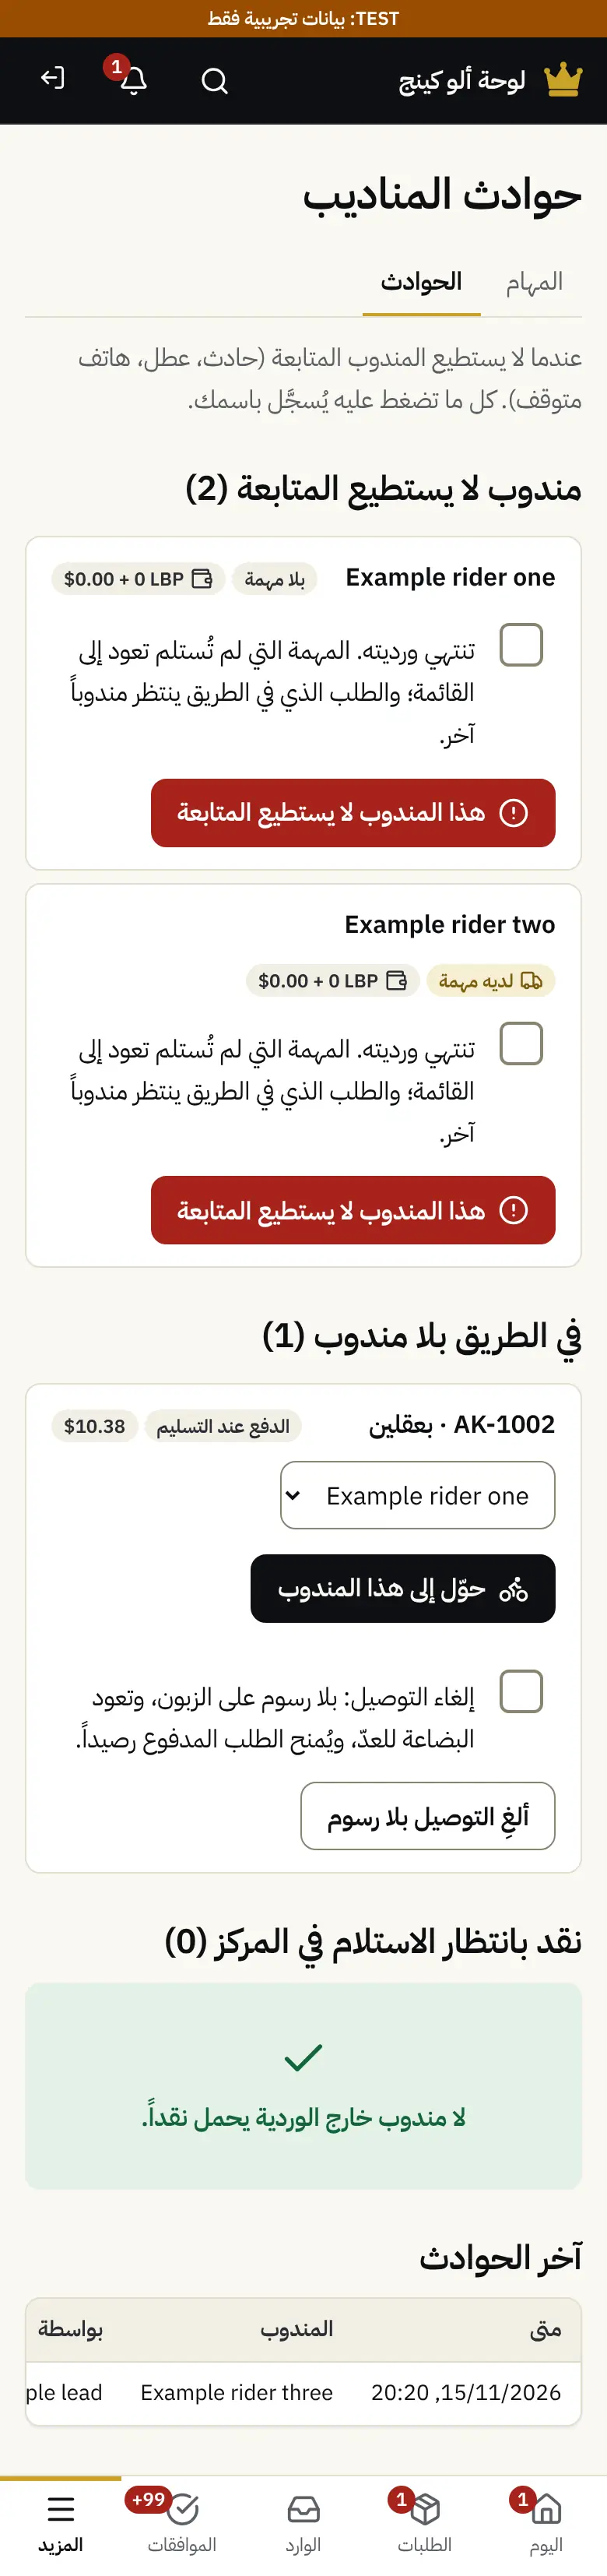 TEST: بيانات تجريبية فقط
لوحة ألو كينج
1
حوادث المناديب
المهام
الحوادث
عندما لا يستطيع المندوب المتابعة (حادث، عطل، هاتف
متوقف). كل ما تضغط عليه يُسجَّل باسمك.
مندوب لا يستطيع المتابعة (2)
Example rider one
بلا مهمة
$0.00 + 0 LBP
تنتهي ورديته. المهمة التي لم تُستلم تعود إلى
القائمة؛ والطلب الذي في الطريق ينتظر مندوباً
آخر.
هذا المندوب لا يستطيع المتابعة
Example rider two
لديه مهمة
$0.00 + 0 LBP
تنتهي ورديته. المهمة التي لم تُستلم تعود إلى
القائمة؛ والطلب الذي في الطريق ينتظر مندوباً
آخر.
هذا المندوب لا يستطيع المتابعة
في الطريق بلا مندوب (1)
AK-1002 · بعقلين
الدفع عند التسليم
$10.38
Example rider one
حوّل إلى هذا المندوب
إلغاء التوصيل: بلا رسوم على الزبون، وتعود
البضاعة للعدّ، ويُمنح الطلب المدفوع رصيداً.
ألغِ التوصيل بلا رسوم
نقد بانتظار الاستلام في المركز (0)
لا مندوب خارج الوردية يحمل نقداً.
آخر الحوادث
متى
المندوب
بواسطة
15/11/2026, 20:20
Example rider three
ple lead
1
اليوم
1
الطلبات
الوارد
99+
الموافقات
المزيد